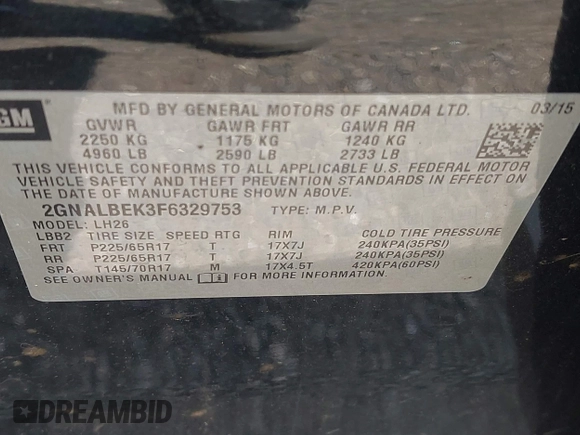 GM
MFD BY GENERAL MOTORS OF CANADA LTD. 03/15
GVWR GAWR FRT GAWR RR
2250 KG 1175 KG 1240 KG
4960 LB 2590 LB 2733 LB
THIS VEHICLE CONFORMS TO ALL APPLICABLE U.S. FEDERAL MOTOR
VEHICLE SAFETY AND THEFT PREVENTION STANDARDS IN EFFECT ON
THE DATE OF MANUFACTURE SHOWN ABOVE.
2GNALBEK3F6329753 TYPE: M.P.V.
MODEL: LH26
LBB2 TIRE SIZE SPEED RTG RIM COLD TIRE PRESSURE
FRT P225/65R17 T 17X7J 240KPA(35PSI)
RR P225/65R17 T 17X7J 240KPA(35PSI)
SPA T145/70R17 M 17X4.5T 420KPA(60PSI)
SEE OWNER'S MANUAL FOR MORE INFORMATION.
DREAMBID